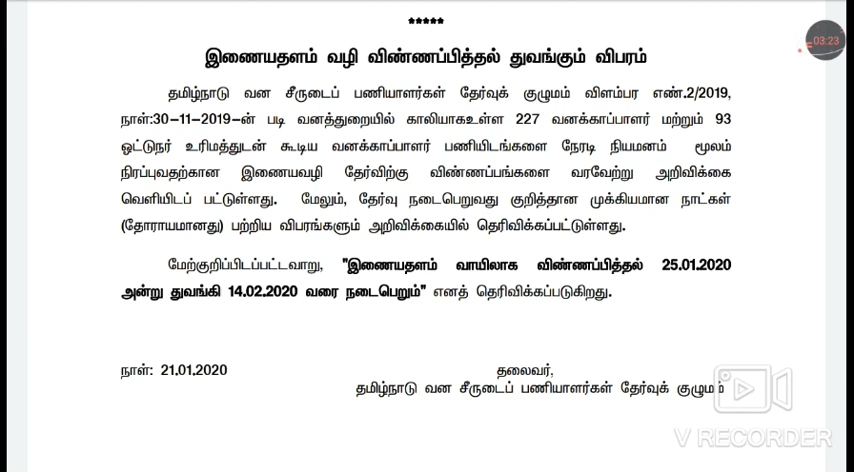 *****
இணையதளம் வழி விண்ணப்பித்தல் துவங்கும் விபரம்
03:23
தமிழ்நாடு வன சீருடைப் பணியாளர்கள் தேர்வுக் குழுமம் விளம்பர எண்.2/2019,
நாள்:30-11-2019-ன் படி வனத்துறையில் காலியாகஉள்ள 227 வனக்காப்பாளர் மற்றும் 93
ஓட்டுநர் உரிமத்துடன் கூடிய வனக்காப்பாளர் பணியிடங்களை நேரடி நியமனம் மூலம்
நிரப்புவதற்கான இணையவழி தேர்விற்கு விண்ணப்பங்களை வரவேற்று அறிவிக்கை
வெளியிடப் பட்டுள்ளது. மேலும், தேர்வு நடைபெறுவது குறித்தான முக்கியமான நாட்கள்
(தோராயமானது) பற்றிய விபரங்களும் அறிவிக்கையில் தெரிவிக்கப்பட்டுள்ளது.
மேற்குறிப்பிடப்பட்டவாறு, "இணையதளம் வாயிலாக விண்ணப்பித்தல் 25.01.2020
அன்று துவங்கி 14.02.2020 வரை நடைபெறும்" எனத் தெரிவிக்கப்படுகிறது.
நாள்: 21.01.2020 தலைவர்,
தமிழ்நாடு வன சீருடைப் பணியாளர்கள் தேர்வுக் குழுமம்
V RECORDER